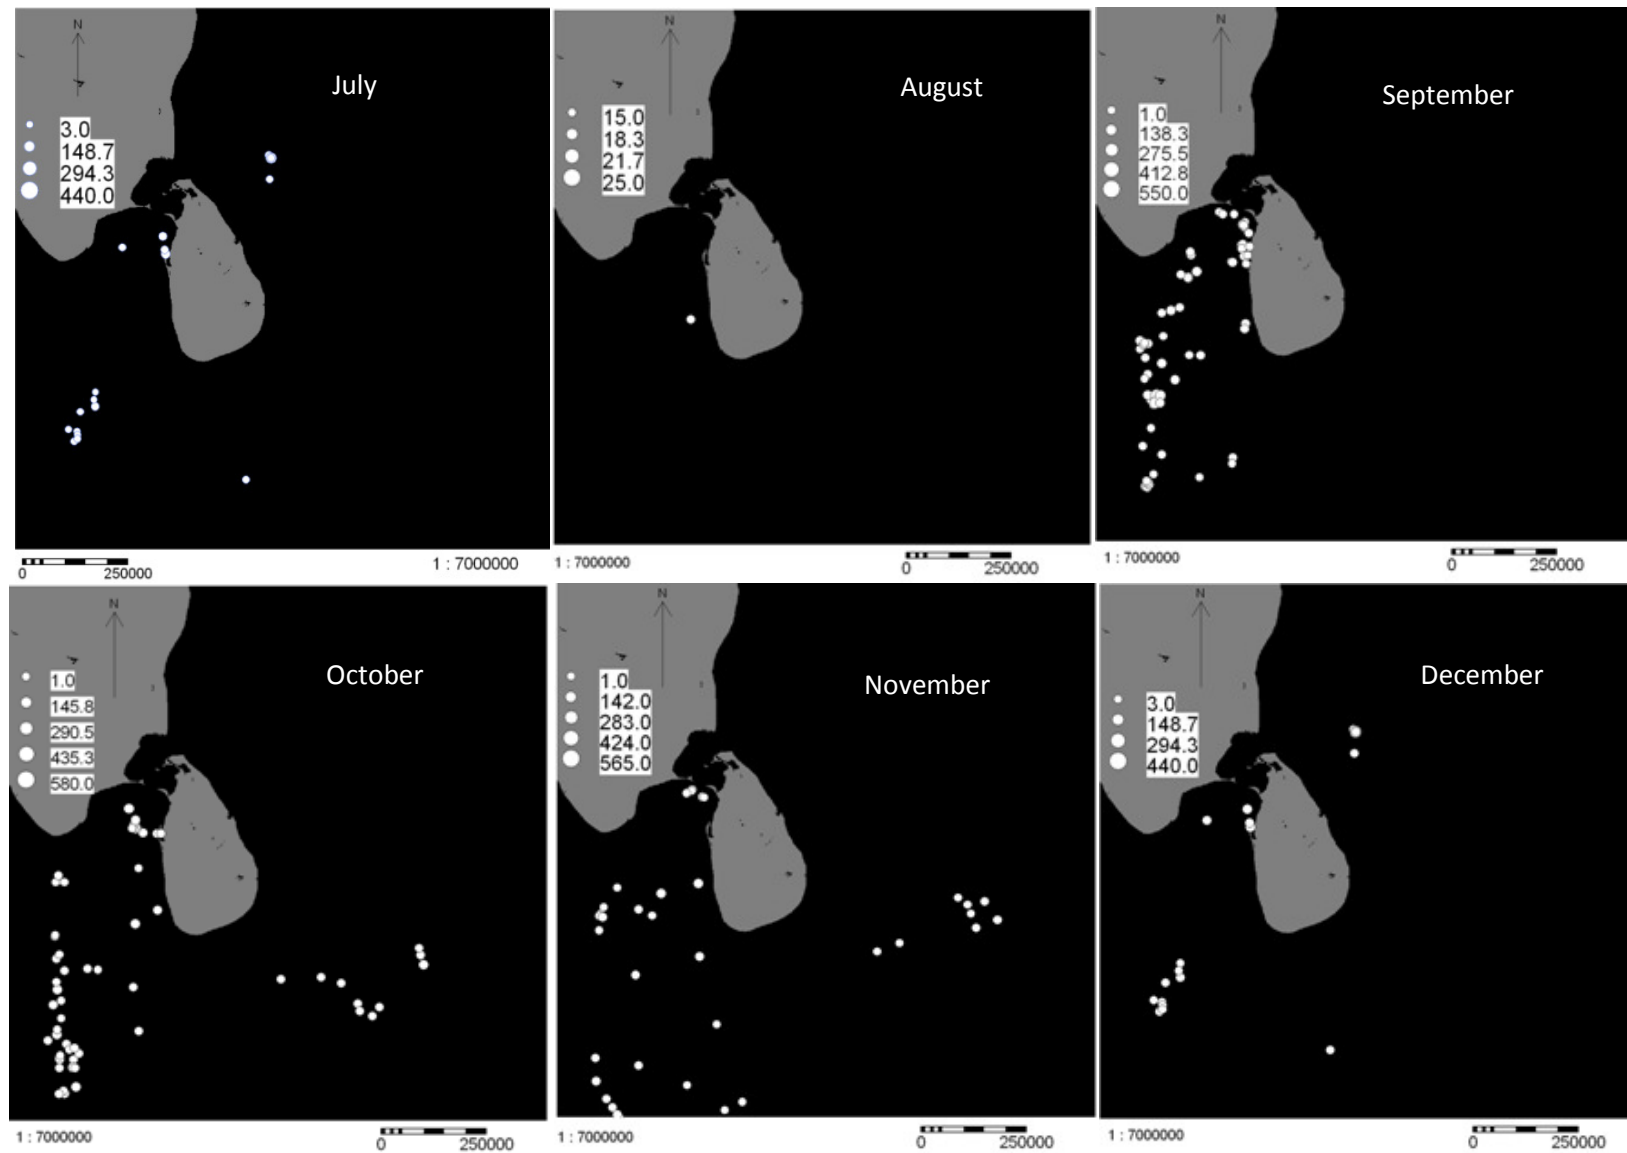 N
July
3.0
148.7
294.3
440.0
0 250000
1 : 7000000
N
August
15.0
18.3
21.7
25.0
1 : 7000000
0 250000
N
September
1.0
138.3
275.5
412.8
550.0
1 : 7000000
0 250000
N
October
1.0
145.8
290.5
435.3
580.0
1 : 7000000
0 250000
N
November
1.0
142.0
283.0
424.0
565.0
1 : 7000000
0 250000
N
December
3.0
148.7
294.3
440.0
1 : 7000000
0 250000